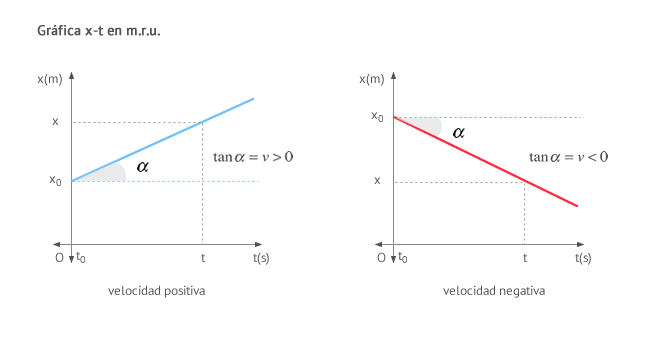 Gráfica x-t en m.r.u.
x(m)
x
x₀
α
tan α = v > 0
O t₀ t t(s)
velocidad positiva
x(m)
x₀
x
α
tan α = v < 0
O t₀ t t(s)
velocidad negativa